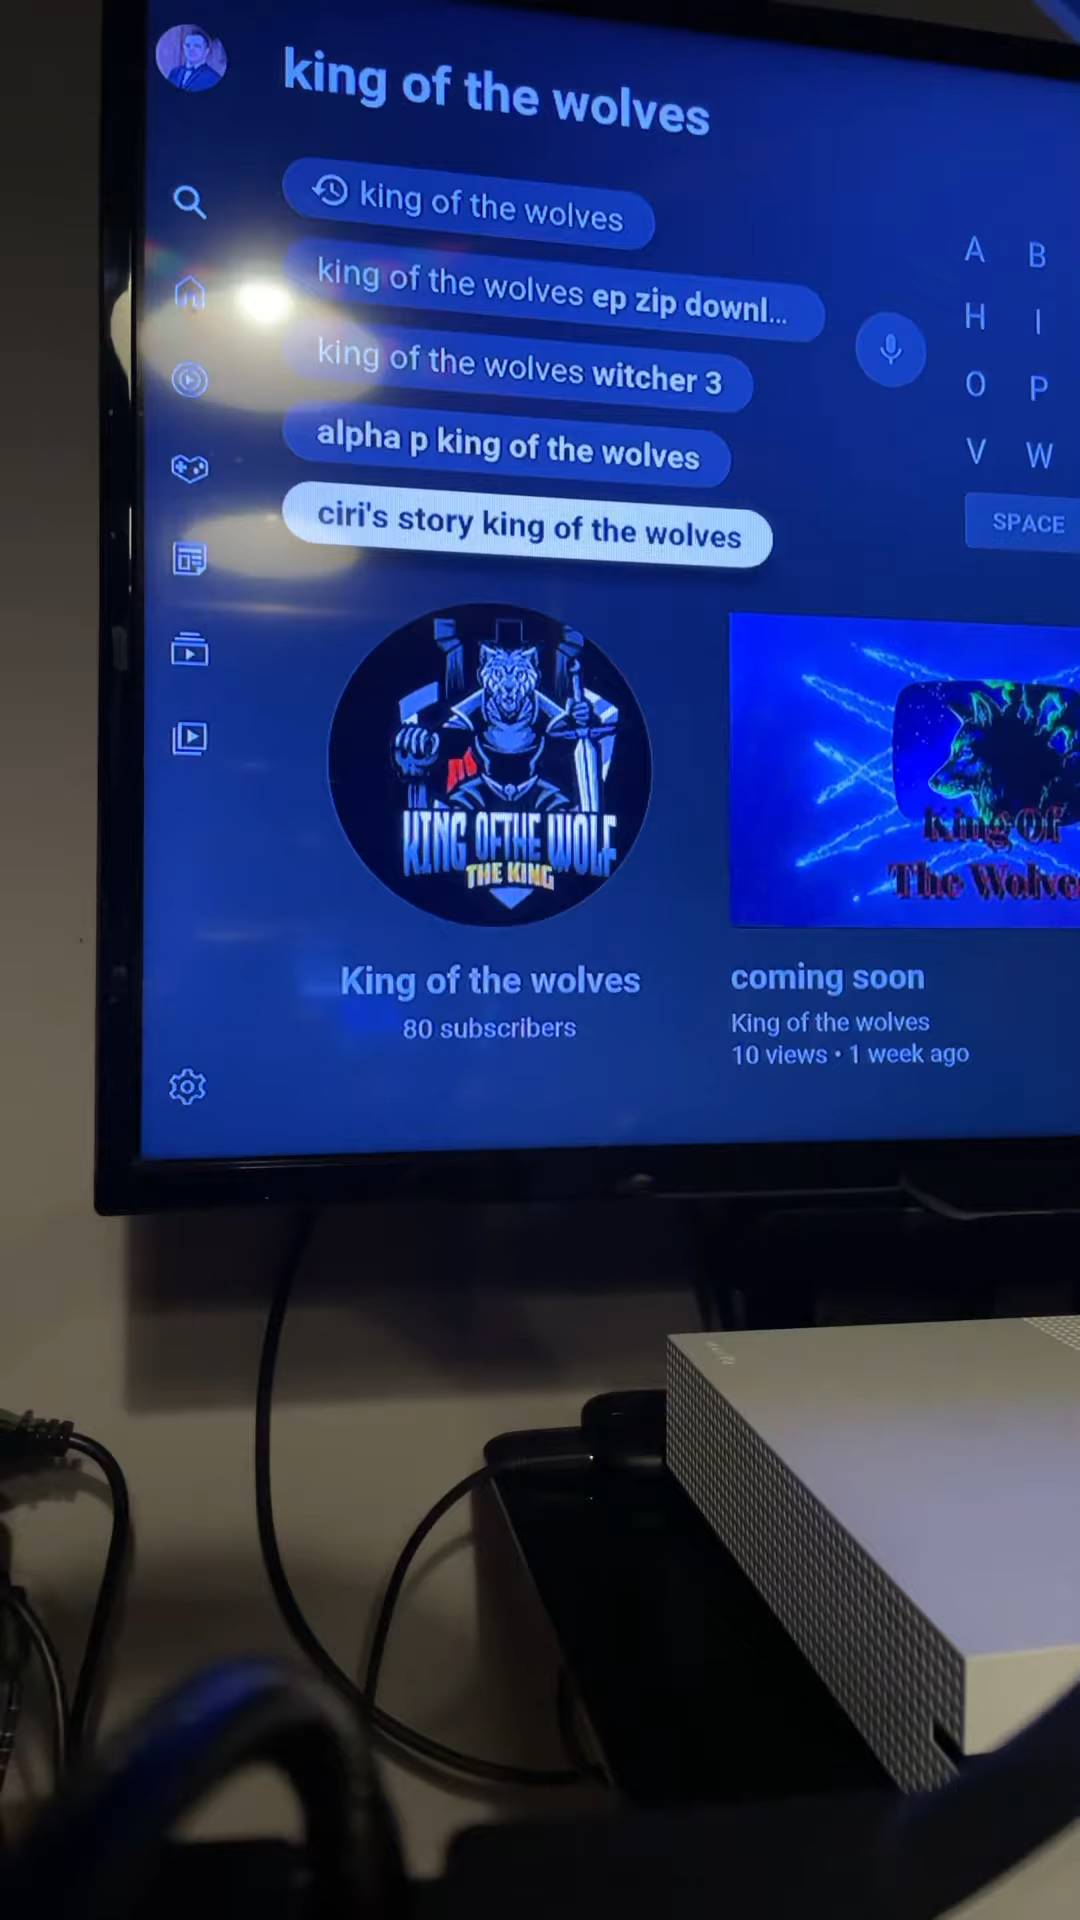 king of the wolves
king of the wolves
king of the wolves ep zip downl...
king of the wolves witcher 3
alpha p king of the wolves
ciri's story king of the wolves
A B
H I
O P
V W
SPACE
KING OF THE WOLF
THE KING
King Of
The Wolve
King of the wolves
80 subscribers
coming soon
King of the wolves
10 views • 1 week ago